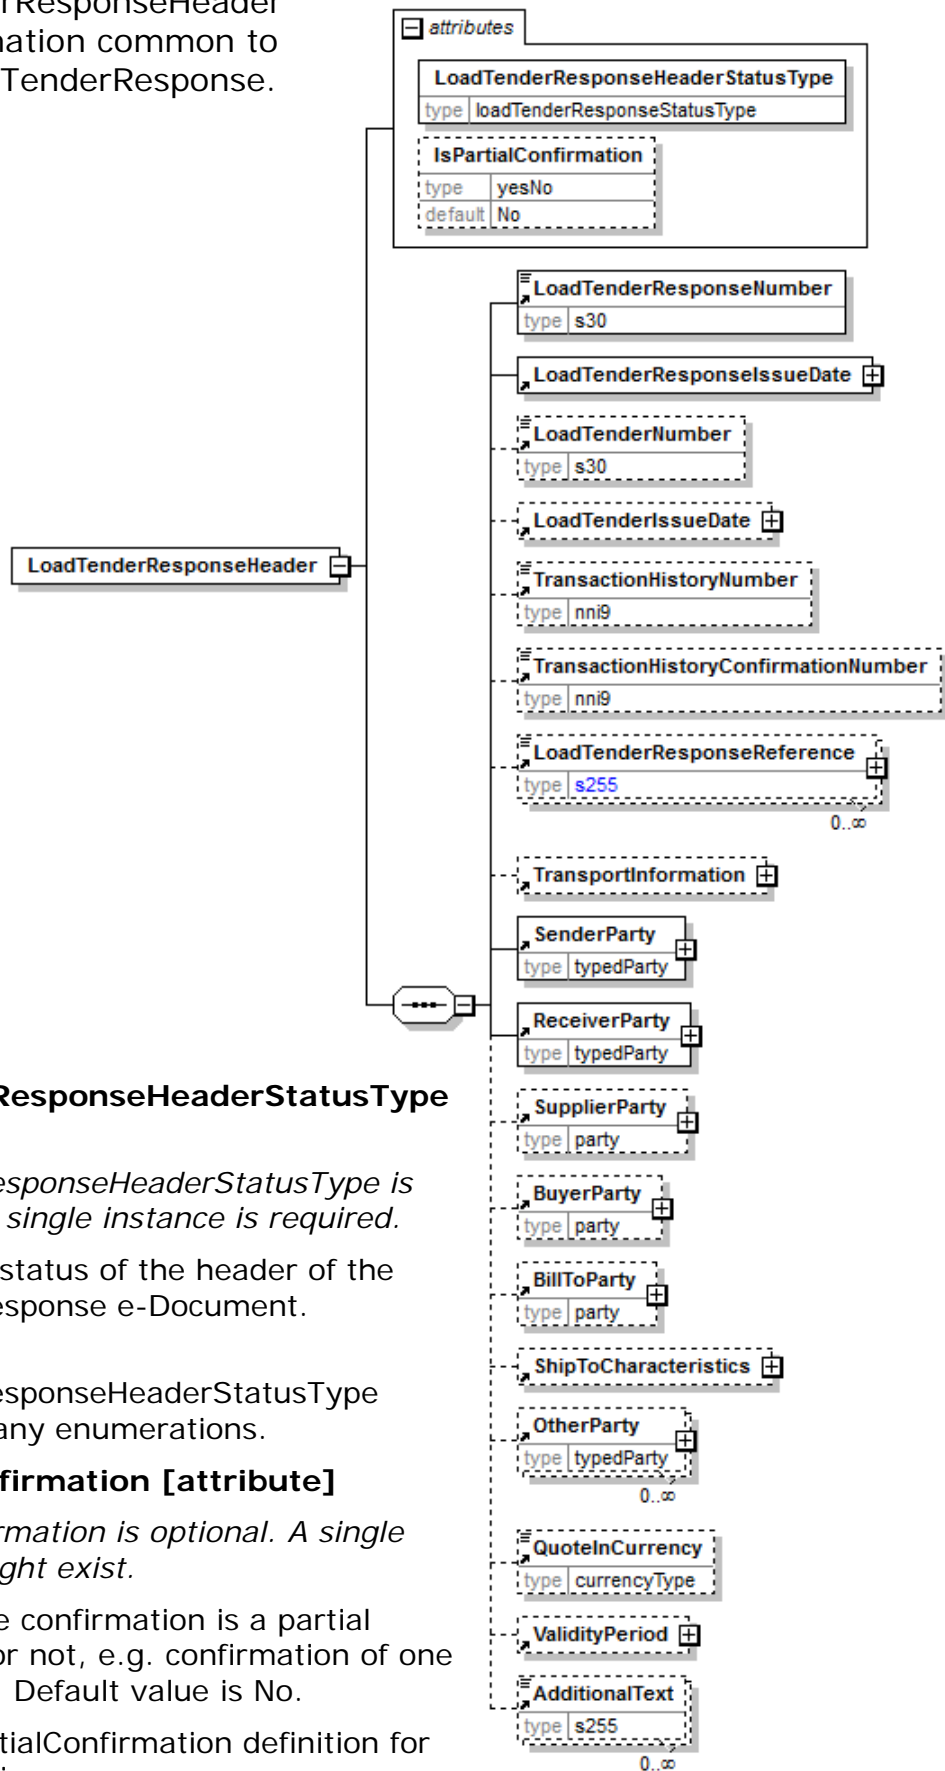 rResponseHeader
nation common to
TenderResponse.
attributes
LoadTenderResponseHeaderStatusType
type loadTenderResponseStatusType
IsPartialConfirmation
type yesNo
default No
LoadTenderResponseNumber
type s30
LoadTenderResponseIssueDate
LoadTenderNumber
type s30
LoadTenderIssueDate
LoadTenderResponseHeader
TransactionHistoryNumber
type nni9
TransactionHistoryConfirmationNumber
type nni9
LoadTenderResponseReference
type s255
0..∞
TransportInformation
SenderParty
type typedParty
ReceiverParty
type typedParty
SupplierParty
type party
BuyerParty
type party
BillToParty
type party
ShipToCharacteristics
OtherParty
type typedParty
0..∞
QuoteInCurrency
type currencyType
ValidityPeriod
AdditionalText
type s255
0..∞
ResponseHeaderStatusType
esponseHeaderStatusType is
single instance is required.
status of the header of the
esponse e-Document.
esponseHeaderStatusType
any enumerations.
nfirmation [attribute]
rmation is optional. A single
ght exist.
e confirmation is a partial
or not, e.g. confirmation of one
Default value is No.
tialConfirmation definition for